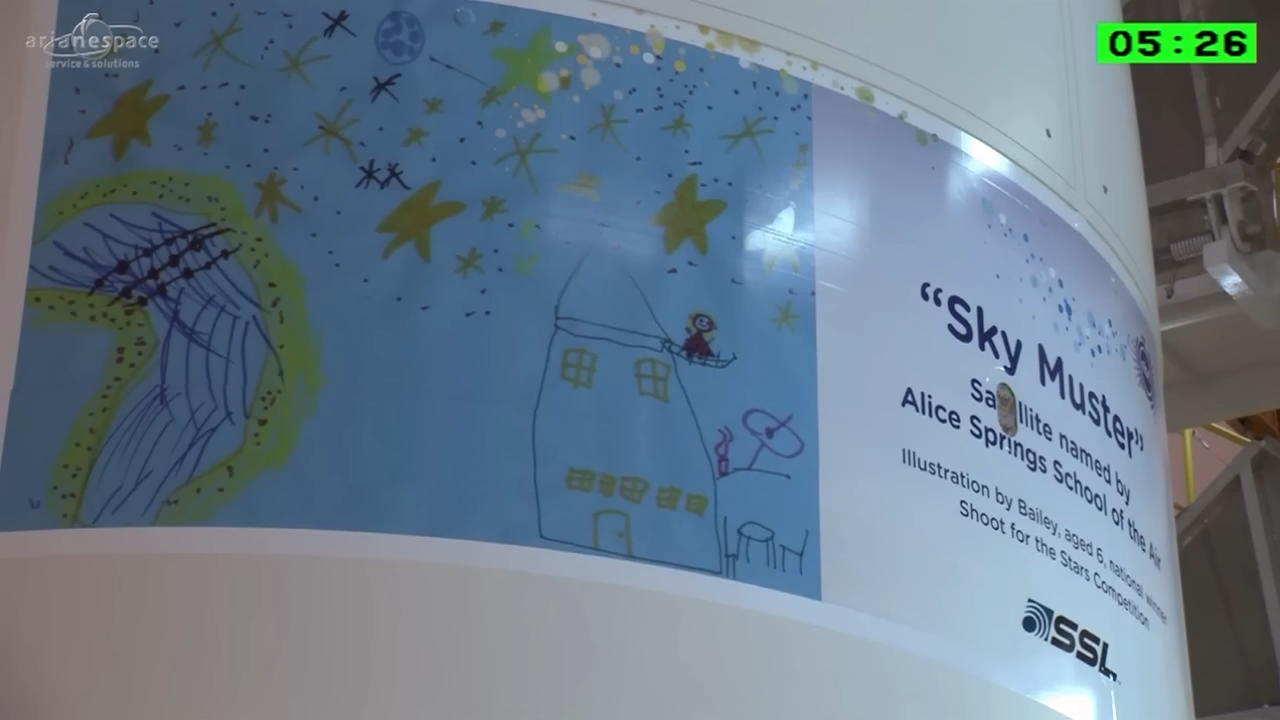 arianespace
service & solutions
05:26
“Sky Muster”
Satellite named by
Alice Springs School of the Air
Illustration by Bailey, aged 6, national winner
Shoot for the Stars Competition
SSL